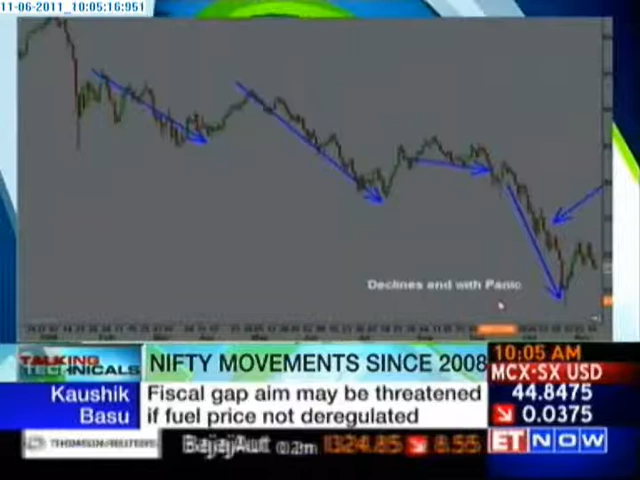 11-06-2011_10:05:16:951
Declines end with Panic
TALKING
TECHNICALS
NIFTY MOVEMENTS SINCE 2008
10:05 AM
MCX-SX USD
44.8475
0.0375
Kaushik
Basu
Fiscal gap aim may be threatened
if fuel price not deregulated
THOMSON REUTERS
BajajAut (0.2m) 1324.85 8.55
ET NOW